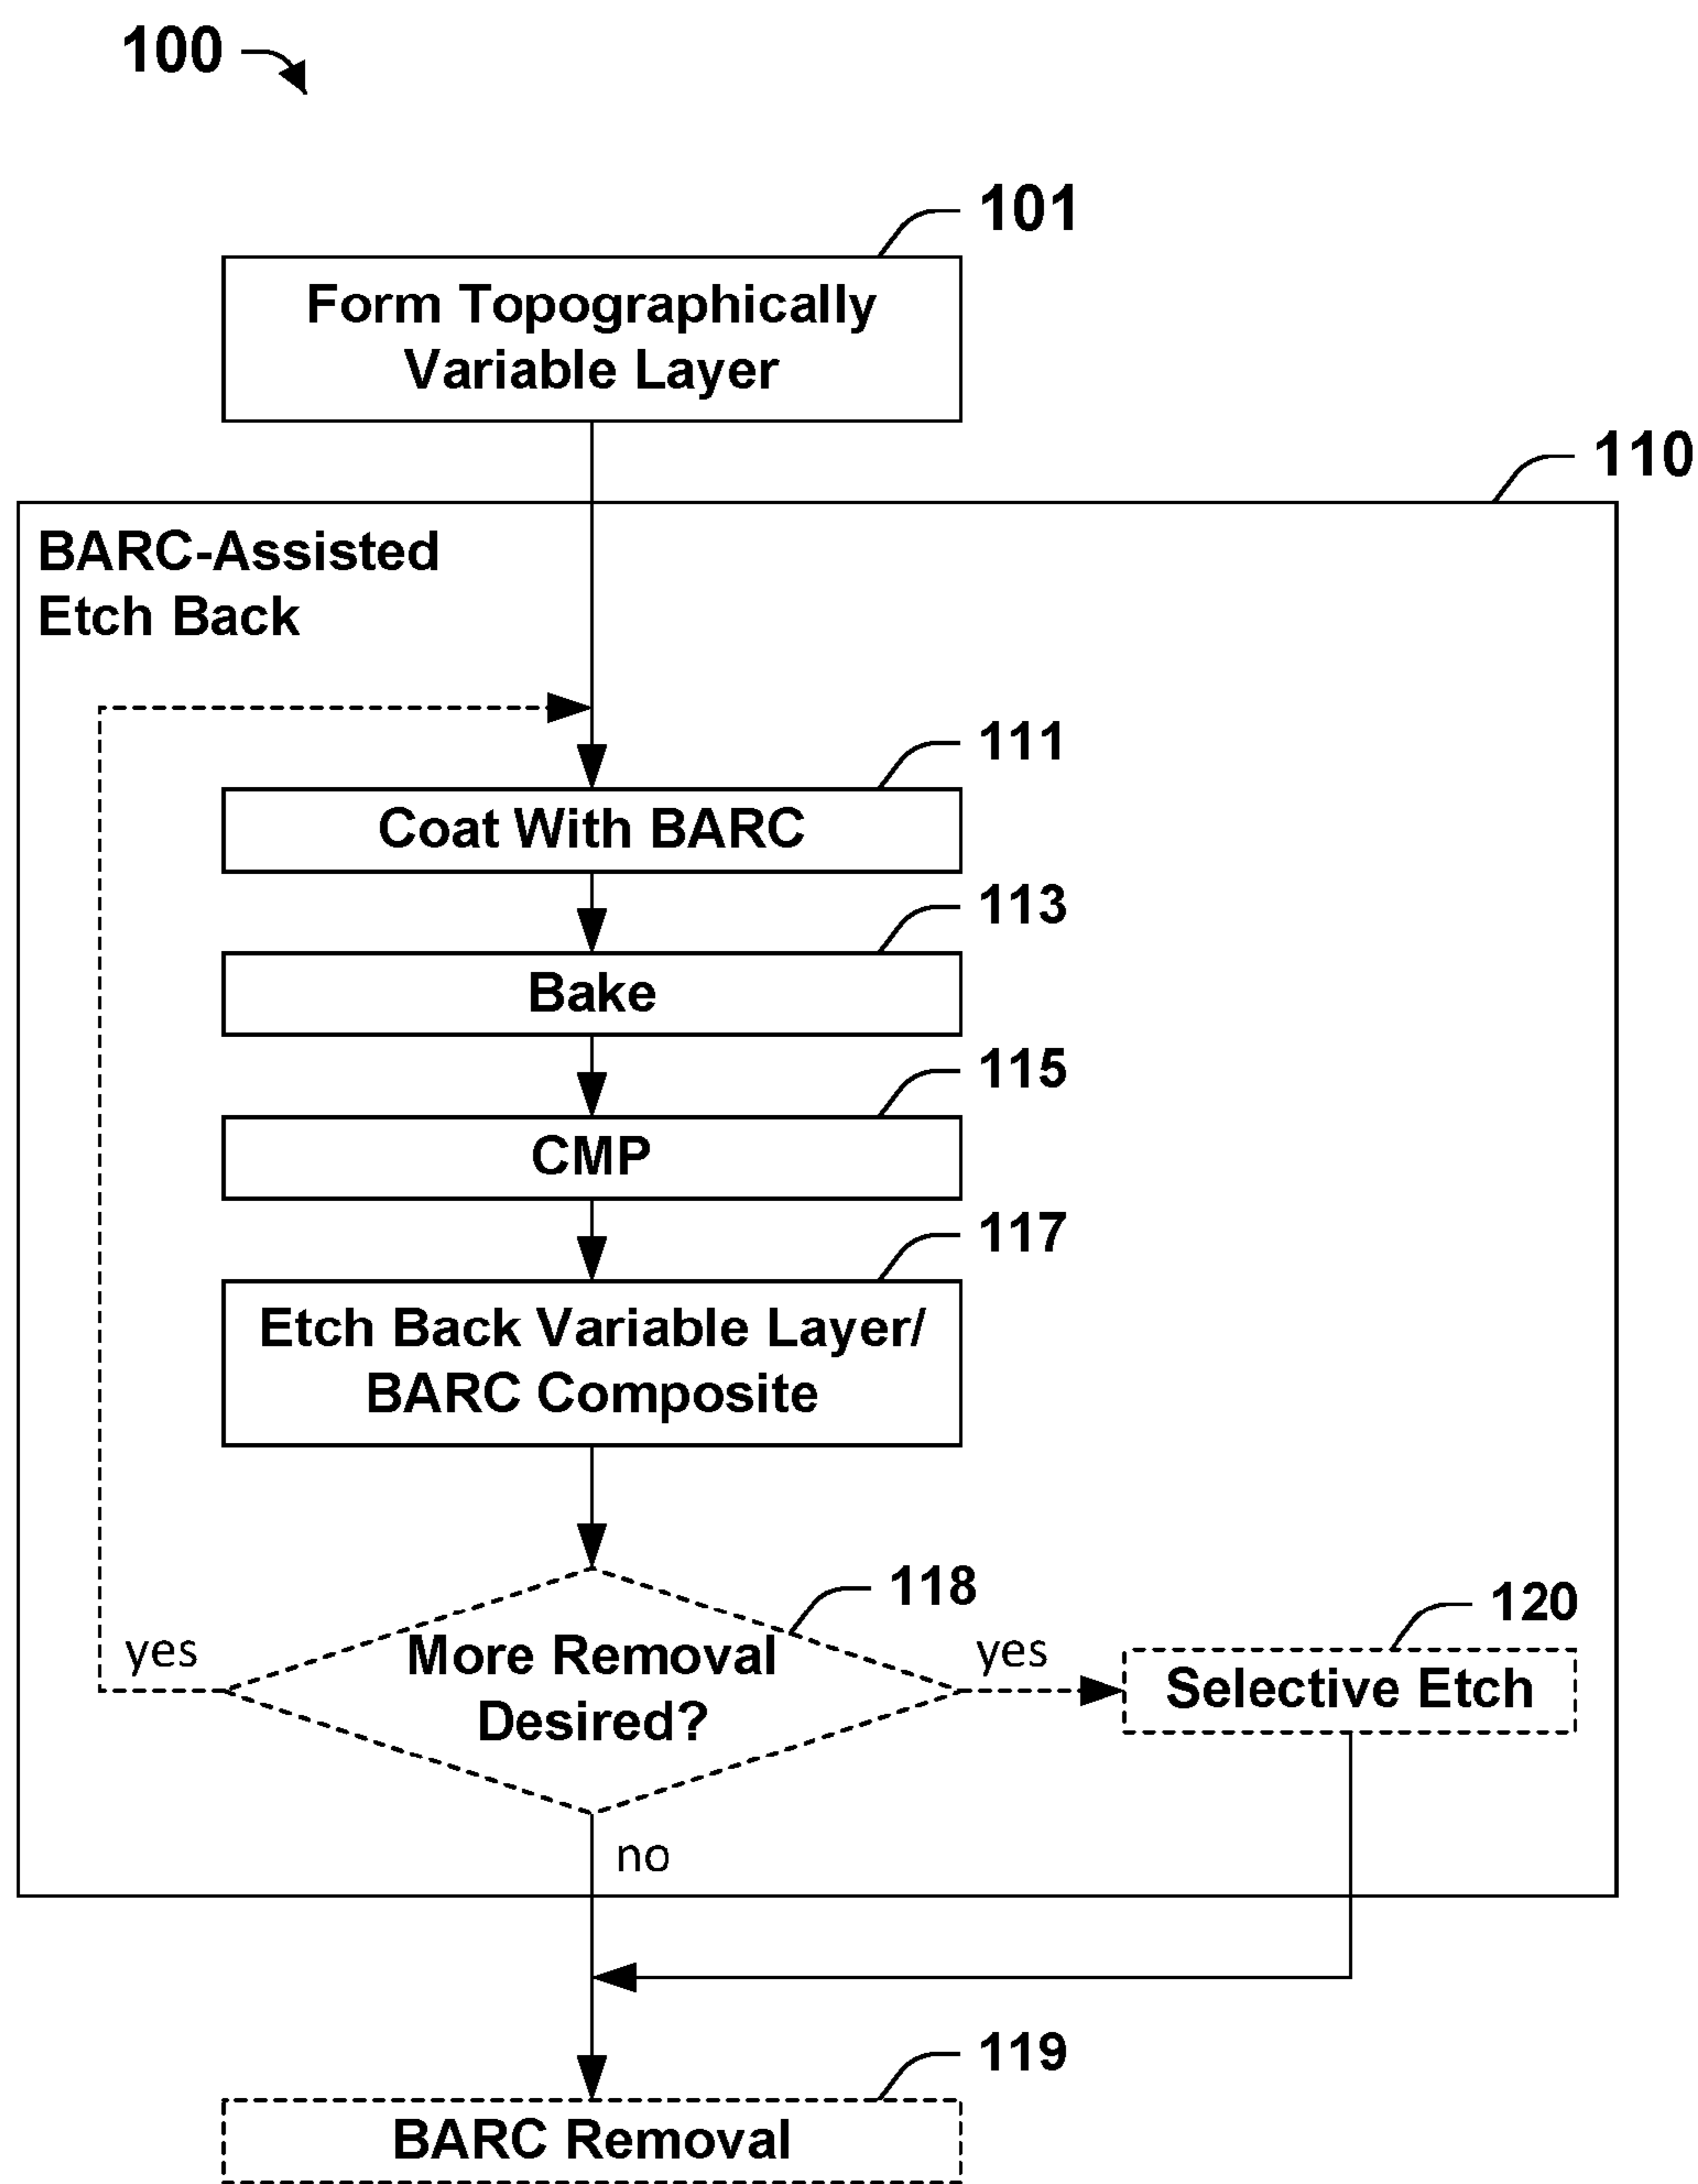 100
101
Form Topographically
Variable Layer
110
BARC-Assisted
Etch Back
111
Coat With BARC
113
Bake
115
CMP
117
Etch Back Variable Layer/
BARC Composite
118
120
yes
More Removal
Desired?
yes
Selective Etch
no
119
BARC Removal